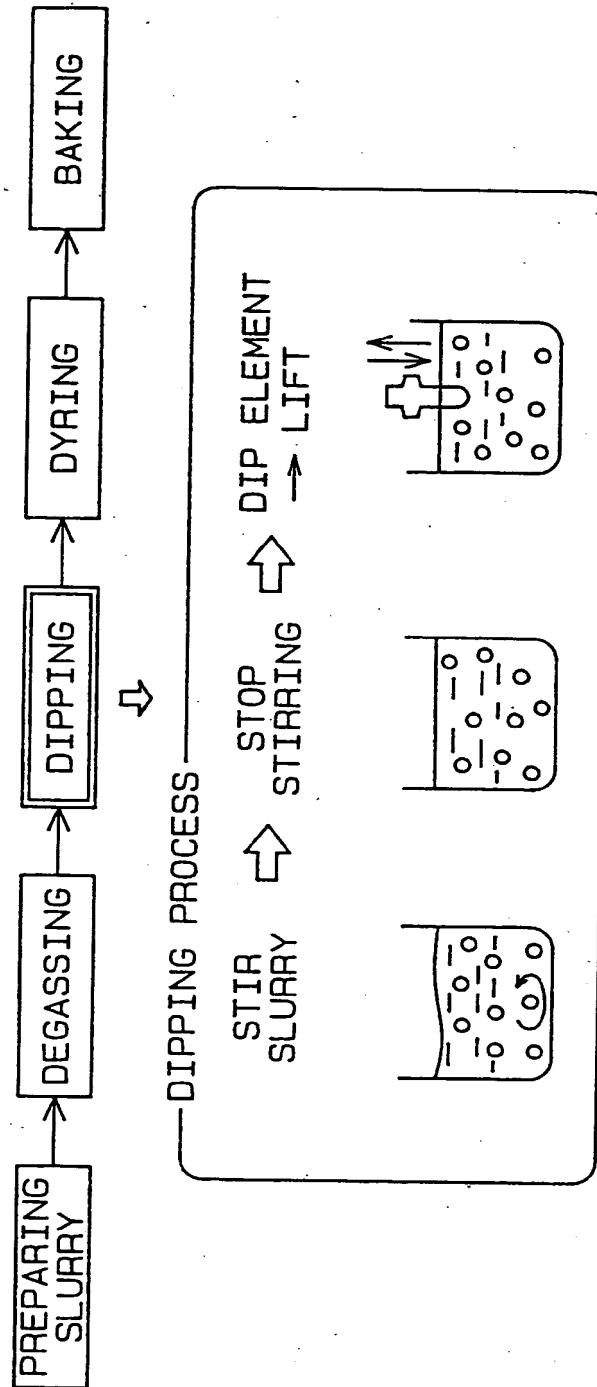 PREPARING
SLURRY
DEGASSING
DIPPING
DYRING
BAKING
DIPPING PROCESS
STIR
SLURRY
STOP
STIRRING
DIP ELEMENT
→ LIFT